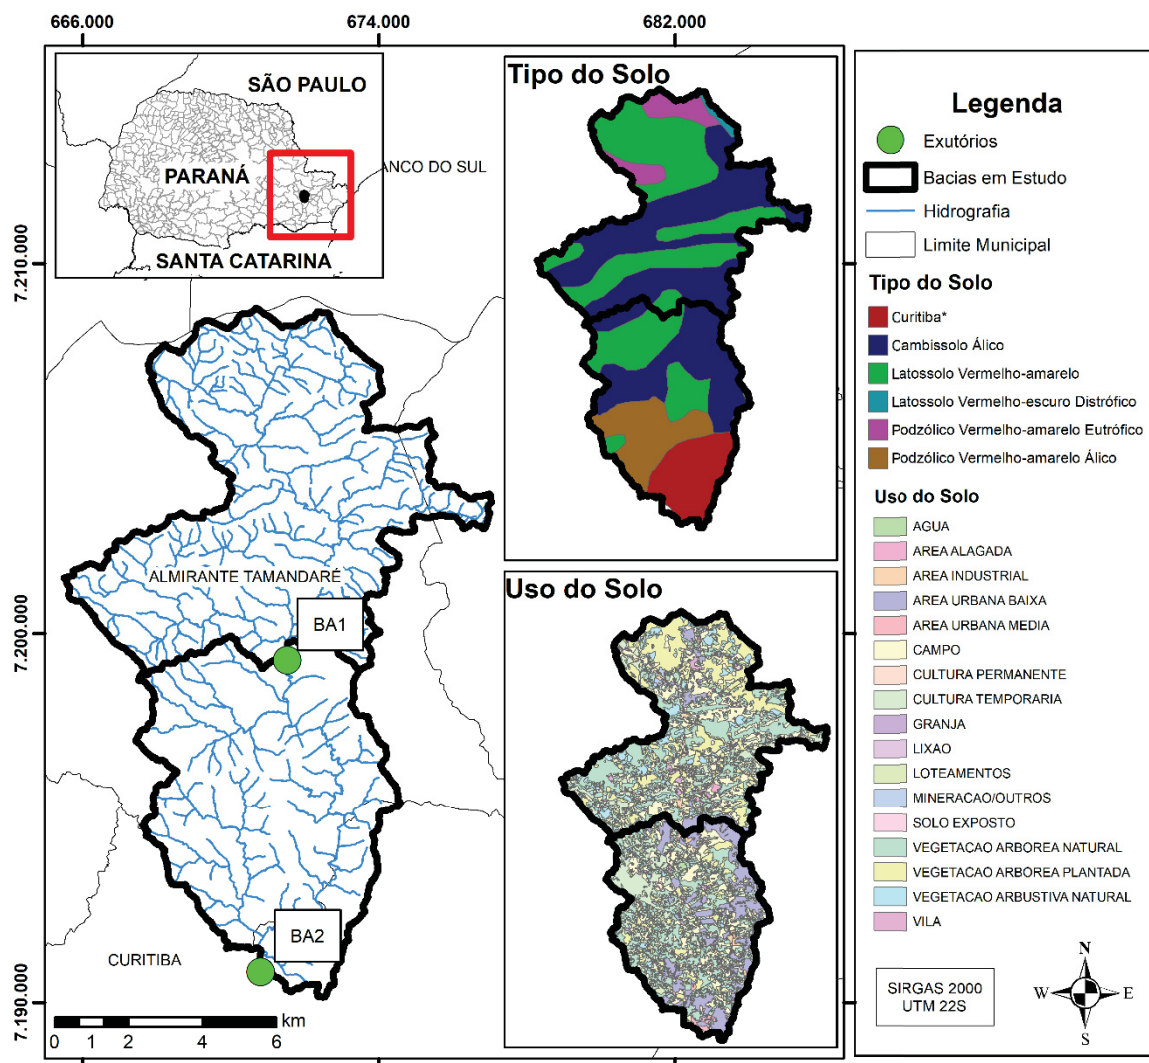 666.000
674.000
682.000
7.210.000
7.200.000
7.190.000
SÃO PAULO
PARANÁ
ANCO DO SUL
SANTA CATARINA
ALMIRANTE TAMANDARÉ
BA1
BA2
CURITIBA
0 1 2 4 6
km
Tipo do Solo
Uso do Solo
Legenda
Exutórios
Bacias em Estudo
Hidrografia
Limite Municipal
Tipo do Solo
Curitiba*
Cambissolo Álico
Latossolo Vermelho-amarelo
Latossolo Vermelho-escuro Distrófico
Podzólico Vermelho-amarelo Eutrófico
Podzólico Vermelho-amarelo Álico
Uso do Solo
AGUA
AREA ALAGADA
AREA INDUSTRIAL
AREA URBANA BAIXA
AREA URBANA MEDIA
CAMPO
CULTURA PERMANENTE
CULTURA TEMPORARIA
GRANJA
LIXAO
LOTEAMENTOS
MINERACAO/OUTROS
SOLO EXPOSTO
VEGETACAO ARBOREA NATURAL
VEGETACAO ARBOREA PLANTADA
VEGETACAO ARBUSTIVA NATURAL
VILA
SIRGAS 2000
UTM 22S
N
W E
S